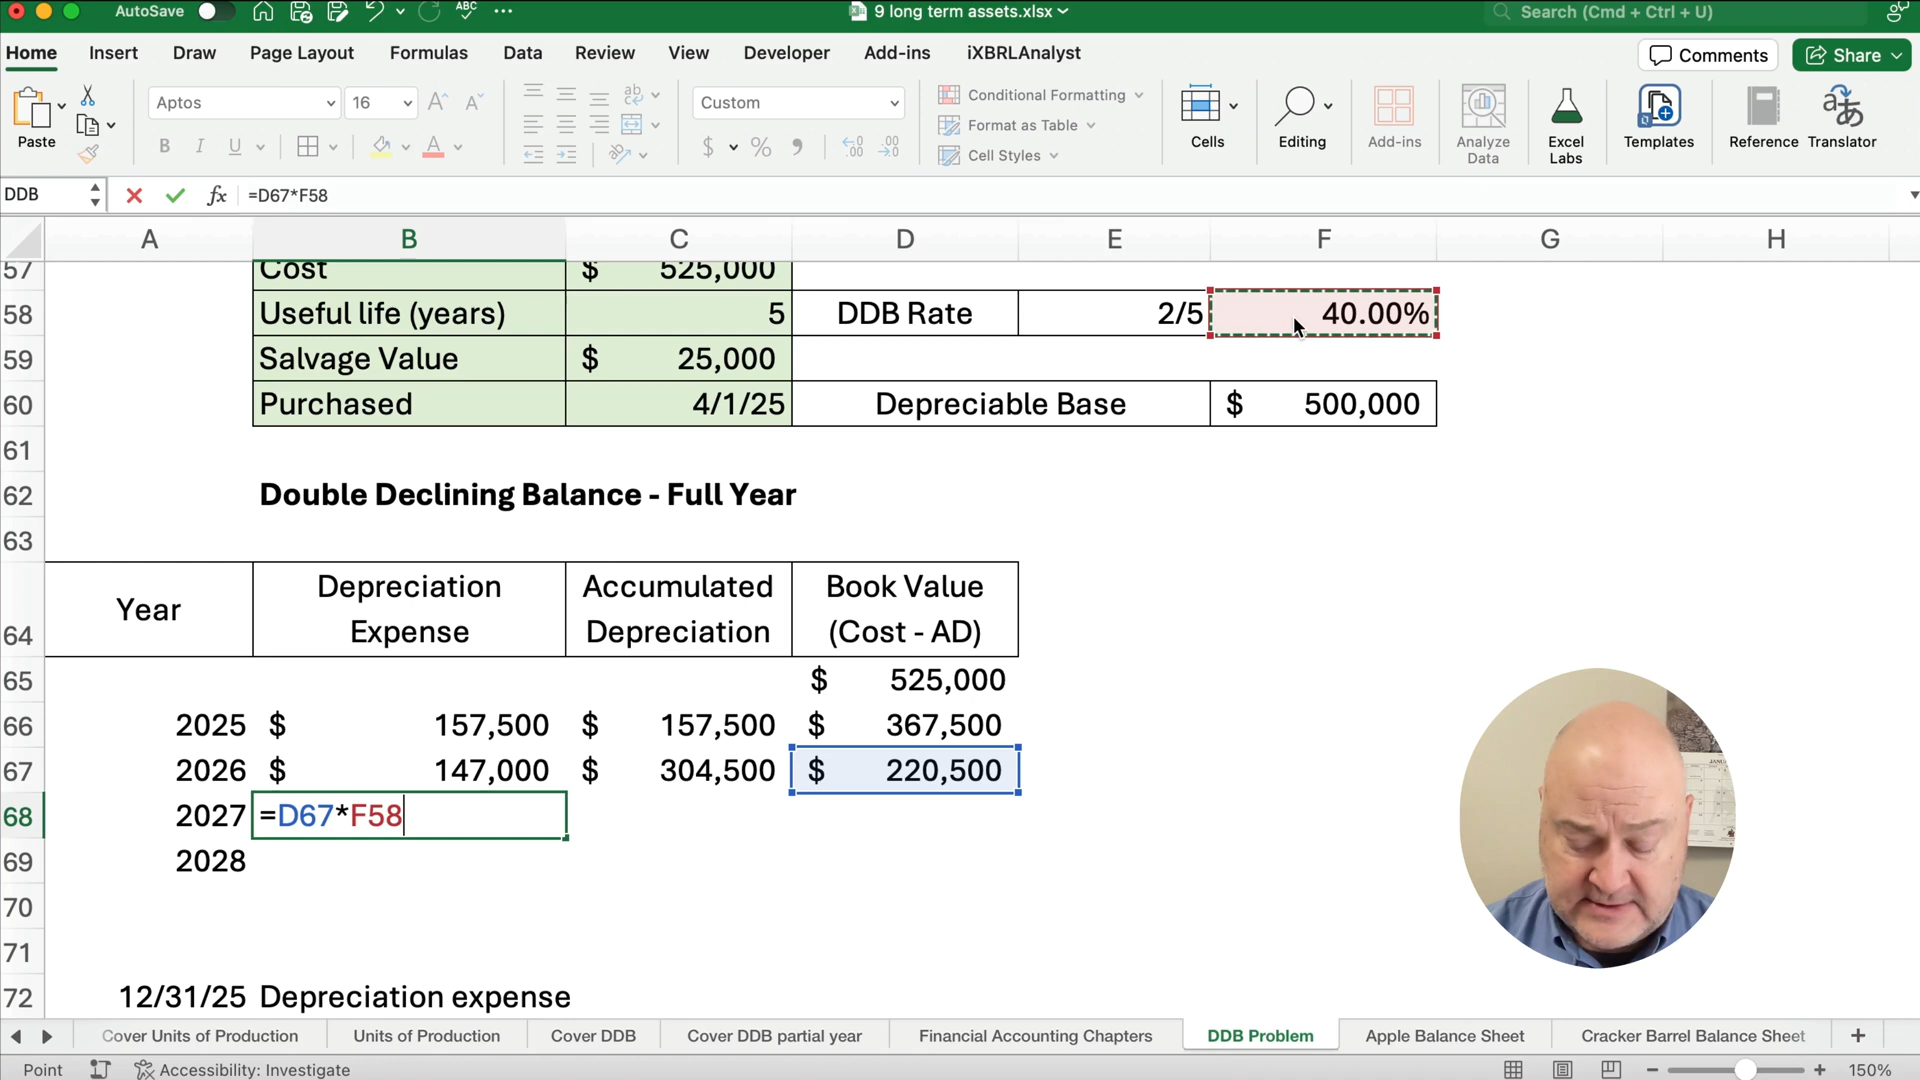 AutoSave
ABC
9 long term assets.xlsx
Search (Cmd + Ctrl + U)
Home Insert Draw Page Layout Formulas Data Review View Developer Add-ins iXBRLAnalyst
Comments Share
Paste
Aptos 16 A A
B I U A
ab
Custom
$ % 9
Conditional Formatting
Format as Table
Cell Styles
Cells
Editing
Add-ins
Analyze Data
Excel Labs
Templates
Reference
Translator
DDB fx =D67*F58
A B C D E F G H
57 Cost $ 525,000
58 Useful life (years) 5 DDB Rate 2/5 40.00%
59 Salvage Value $ 25,000
60 Purchased 4/1/25 Depreciable Base $ 500,000
61
62 Double Declining Balance - Full Year
63
64 Year Depreciation Expense Accumulated Depreciation Book Value (Cost - AD)
65 $ 525,000
66 2025 $ 157,500 $ 157,500 $ 367,500
67 2026 $ 147,000 $ 304,500 $ 220,500
68 2027 =D67*F58
69 2028
70
71
72 12/31/25 Depreciation expense
Cover Units of Production Units of Production Cover DDB Cover DDB partial year Financial Accounting Chapters DDB Problem Apple Balance Sheet Cracker Barrel Balance Sheet +
Point Accessibility: Investigate 150%